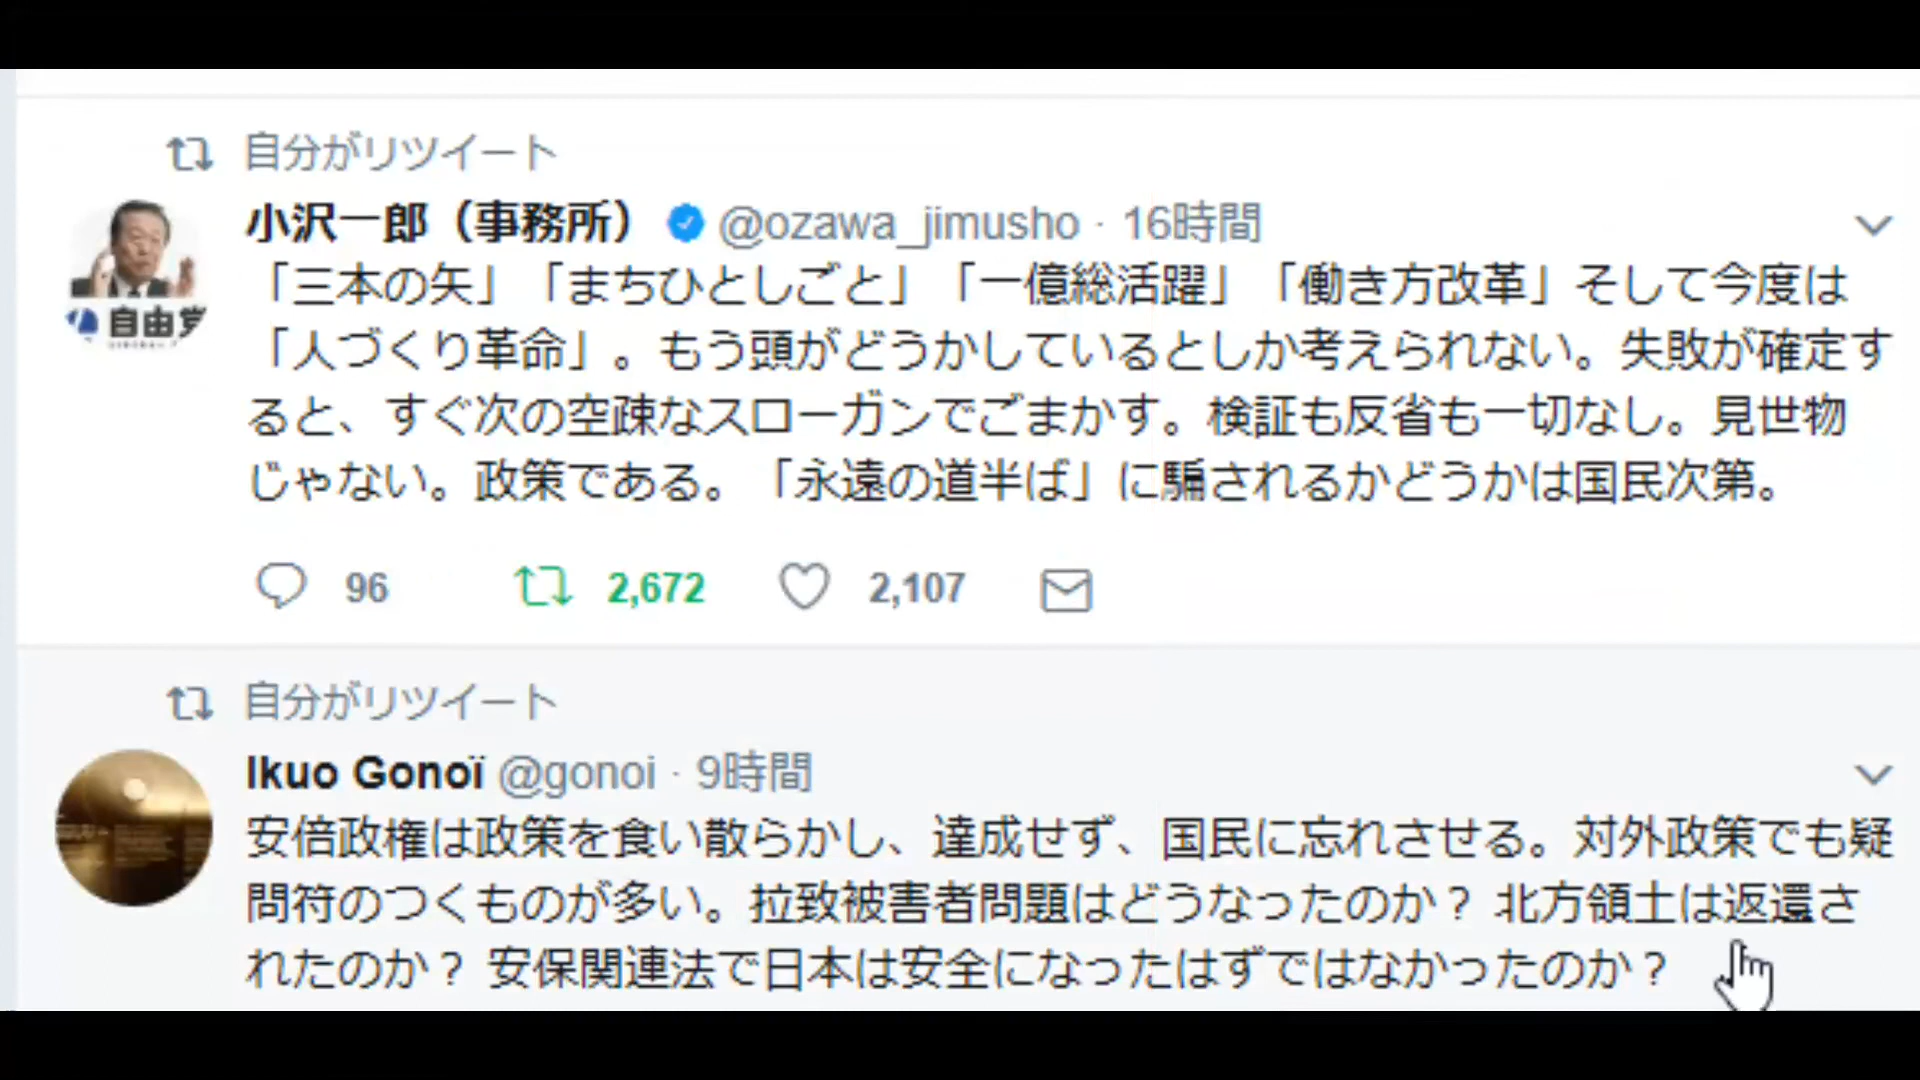 自分がリツイート
小沢一郎（事務所） @ozawa_jimusho · 16時間
「三本の矢」「まちひとしごと」「一億総活躍」「働き方改革」そして今度は
「人づくり革命」。もう頭がどうかしているとしか考えられない。失敗が確定す
ると、すぐ次の空疎なスローガンでごまかす。検証も反省も一切なし。見世物
じゃない。政策である。「永遠の道半ば」に騙されるかどうかは国民次第。
自由党
96 2,672 2,107
自分がリツイート
Ikuo Gonoï @gonoi · 9時間
安倍政権は政策を食い散らかし、達成せず、国民に忘れさせる。対外政策でも疑
問符のつくものが多い。拉致被害者問題はどうなったのか？ 北方領土は返還さ
れたのか？ 安保関連法で日本は安全になったはずではなかったのか？